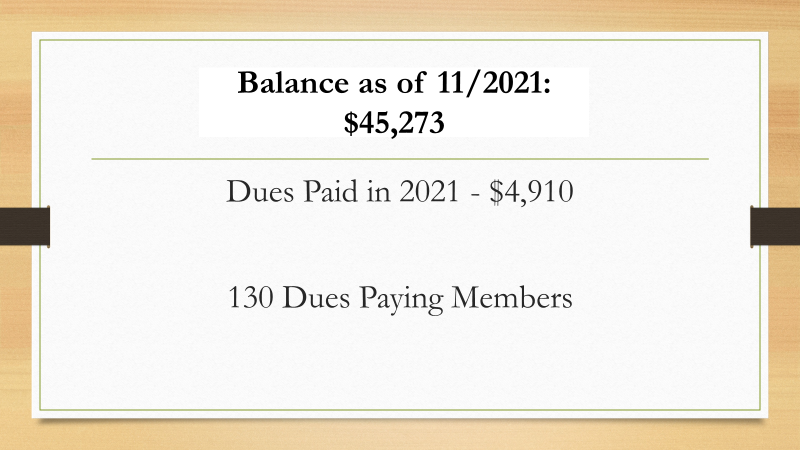 Balance as of 11/2021:
$45,273
Dues Paid in 2021 - $4,910
130 Dues Paying Members